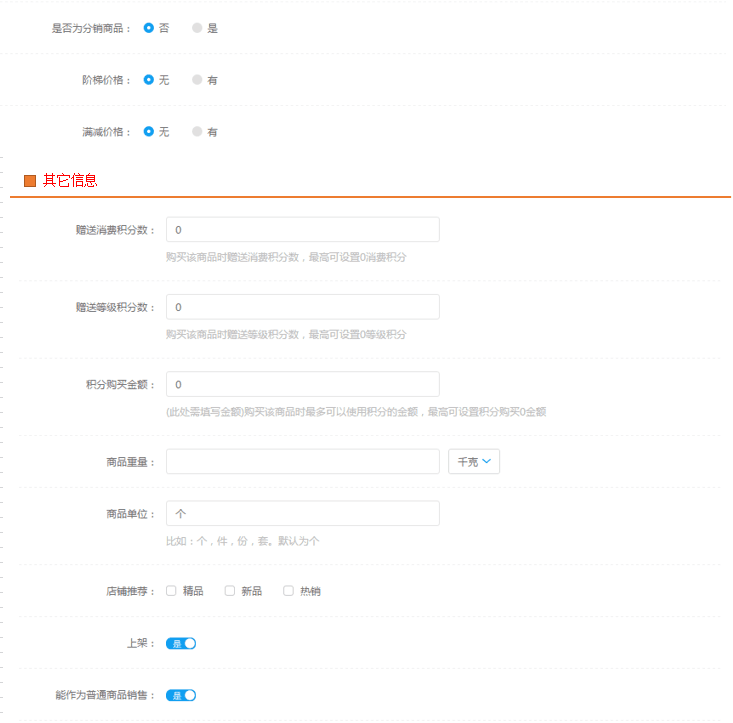 是否为分销商品： 否 是
阶梯价格： 无 有
满减价格： 无 有
其它信息
赠送消费积分数： 0
购买该商品时赠送消费积分数，最高可设置0消费积分
赠送等级积分数： 0
购买该商品时赠送等级积分数，最高可设置0等级积分
积分购买金额： 0
(此处需填写金额)购买该商品时最多可以使用积分的金额，最高可设置积分购买0金额
商品重量： 千克
商品单位： 个
比如：个，件，份，套。默认为个
店铺推荐： 精品 新品 热销
上架： 是
能作为普通商品销售： 是